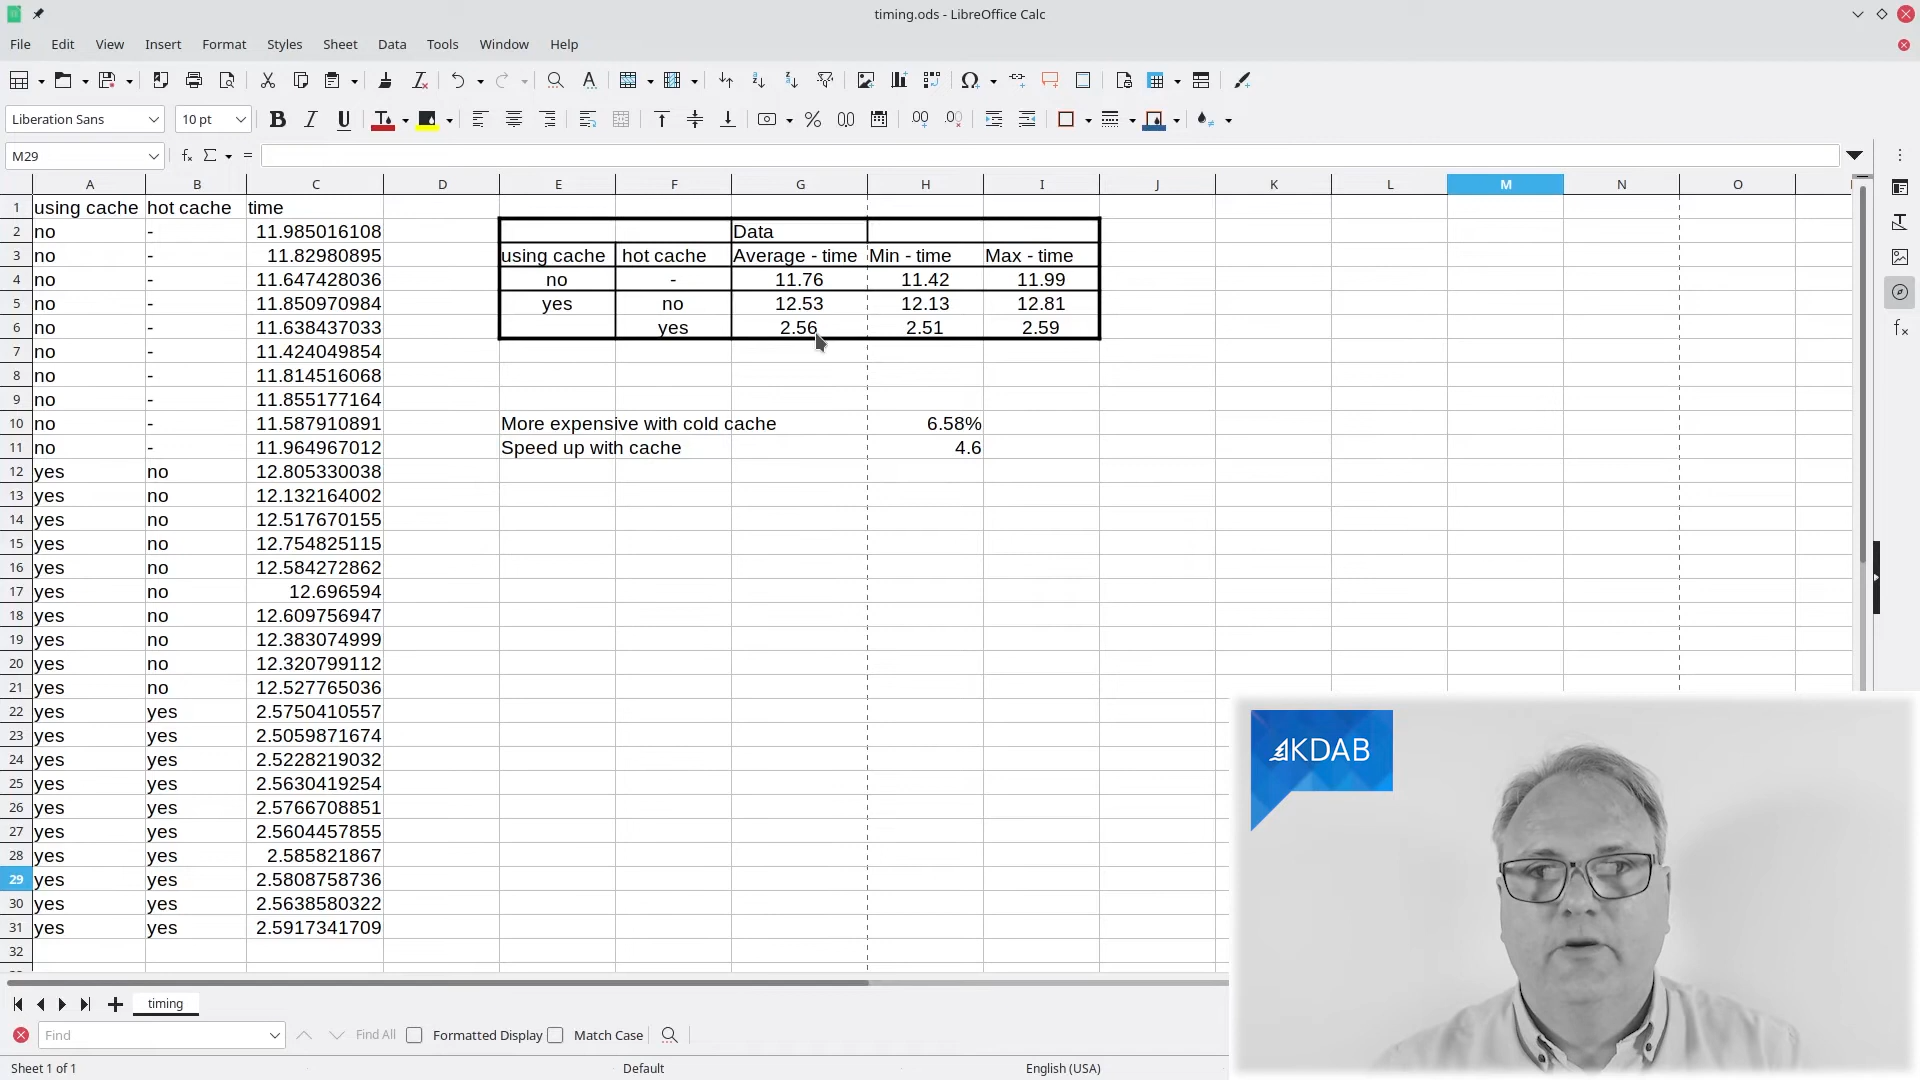 timing.ods - LibreOffice Calc
File Edit View Insert Format Styles Sheet Data Tools Window Help
Liberation Sans 10 pt
M29
A B C D E F G H I J K L M N O
1 using cache hot cache time
2 no - 11.985016108 Data
3 no - 11.82980895 using cache hot cache Average - time Min - time Max - time
4 no - 11.647428036 no - 11.76 11.42 11.99
5 no - 11.850970984 yes no 12.53 12.13 12.81
6 no - 11.638437033 yes 2.56 2.51 2.59
7 no - 11.424049854
8 no - 11.814516068
9 no - 11.855177164
10 no - 11.587910891 More expensive with cold cache 6.58%
11 no - 11.964967012 Speed up with cache 4.6
12 yes no 12.805330038
13 yes no 12.132164002
14 yes no 12.517670155
15 yes no 12.754825115
16 yes no 12.584272862
17 yes no 12.696594
18 yes no 12.609756947
19 yes no 12.383074999
20 yes no 12.320799112
21 yes no 12.527765036
22 yes yes 2.5750410557
23 yes yes 2.5059871674
24 yes yes 2.5228219032
25 yes yes 2.5630419254
26 yes yes 2.5766708851
27 yes yes 2.5604457855
28 yes yes 2.585821867
29 yes yes 2.5808758736
30 yes yes 2.5638580322
31 yes yes 2.5917341709
32
KDAB
timing
Find Find All Formatted Display Match Case
Sheet 1 of 1 Default English (USA)